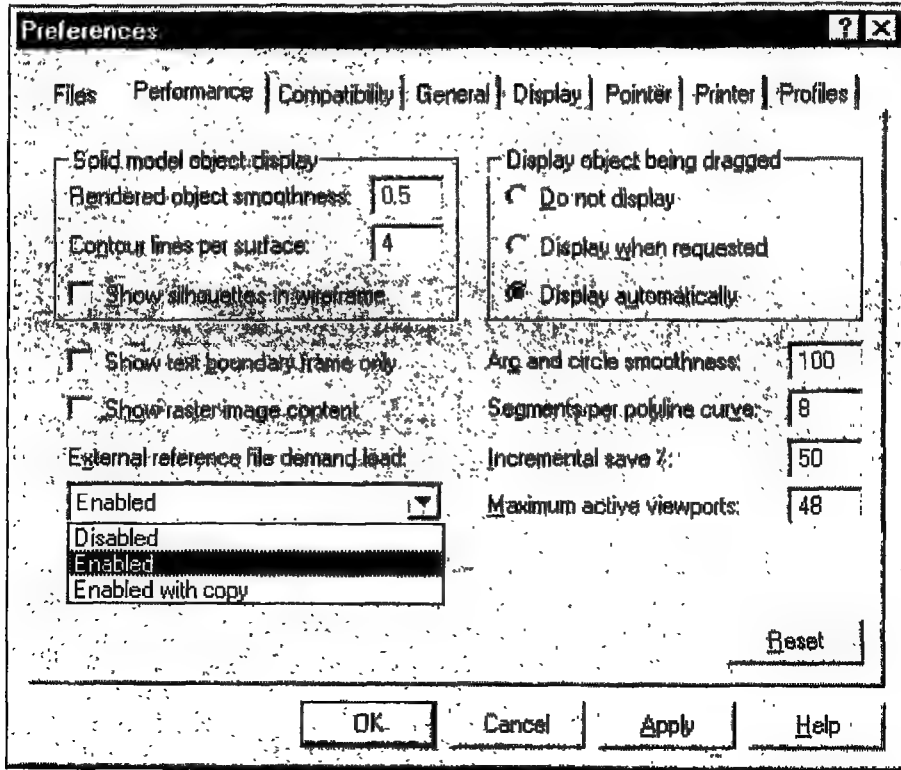 Preferences ? X
Files Performance Compatibility General Display Pointer Printer Profiles
Solid model object display
Rendered object smoothness: 0.5
Contour lines per surface: 4
Show silhouettes in wireframe
Display object being dragged
Do not display
Display when requested
Display automatically
Show text boundary frame only
Show raster image content
External reference file demand load:
Enabled
Disabled
Enabled
Enabled with copy
Arc and circle smoothness: 100
Segments per polyline curve: 8
Incremental save %: 50
Maximum active viewports: 48
Reset
OK Cancel Apply Help